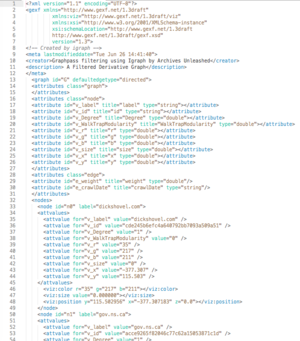 1 <?xml version="1.1" encoding="UTF-8"?>
2 <gexf xmlns="http://www.gexf.net/1.3draft"
3 xmlns:viz="http://www.gexf.net/1.3draft/viz"
4 xmlns:xsi="http://www.w3.org/2001/XMLSchema-instance"
5 xsi:schemaLocation="http://www.gexf.net/1.3draft
6 http://www.gexf.net/1.3draft/gexf.xsd"
7 version="1.3">
8 <!-- Created by igraph -->
9 <meta lastmodifieddate="Tue Jun 26 14:41:40">
10 <creator>Graphpass filtering using Igraph by Archives Unleashed</creator>
11 <description> A Filtered Derivative Graph</description>
12 </meta>
13 <graph id="G" defaultedgetype="directed">
14 <attributes class="graph">
15 </attributes>
16 <attributes class="node">
17 <attribute id="v_label" title="label" type="string"></attribute>
18 <attribute id="v_id" title="id" type="string"></attribute>
19 <attribute id="v_Degree" title="Degree" type="double"></attribute>
20 <attribute id="v_WalkTrapModularity" title="WalkTrapModularity" type="double"></attribute>
21 <attribute id="v_r" title="r" type="double"></attribute>
22 <attribute id="v_g" title="g" type="double"></attribute>
23 <attribute id="v_b" title="b" type="double"></attribute>
24 <attribute id="v_size" title="size" type="double"></attribute>
25 <attribute id="v_x" title="x" type="double"></attribute>
26 <attribute id="v_y" title="y" type="double"></attribute>
27 </attributes>
28 <attributes class="edge">
29 <attribute id="e_weight" title="weight" type="double"/>
30 <attribute id="e_crawlDate" title="crawlDate" type="string"/>
31 </attributes>
32 <nodes>
33 <node id="n0" label="dickshovel.com">
34 <attvalues>
35 <attvalue for="v_label" value="dickshovel.com" />
36 <attvalue for="v_id"
37 <attvalue for="v_Degree" value="1" />
38 <attvalue for="v_WalkTrapModularity" value="0" />
39 <attvalue for="v_r" value="35" />
40 <attvalue for="v_g" value="217" />
41 <attvalue for="v_b" value="211" />
42 <attvalue for="v_size" value="0" />
43 <attvalue for="v_x" value="-377.307" />
44 <attvalue for="v_y" value="115.503" />
45 </attvalues>
46 <viz:color r="35" g="217" b="211"></viz:color>
47 <viz:size value="0.000000"></viz:size>
48 <viz:position y="115.502956" x="-377.307183" z="0.0"></viz:position>
49 </node>
50 <node id="n1" label="gov.ns.ca">
51 <attvalues>
52 <attvalue for="v_label" value="gov.ns.ca" />
53 <attvalue for="v_id"
54 <attvalue for="v_Degree" value="1" />